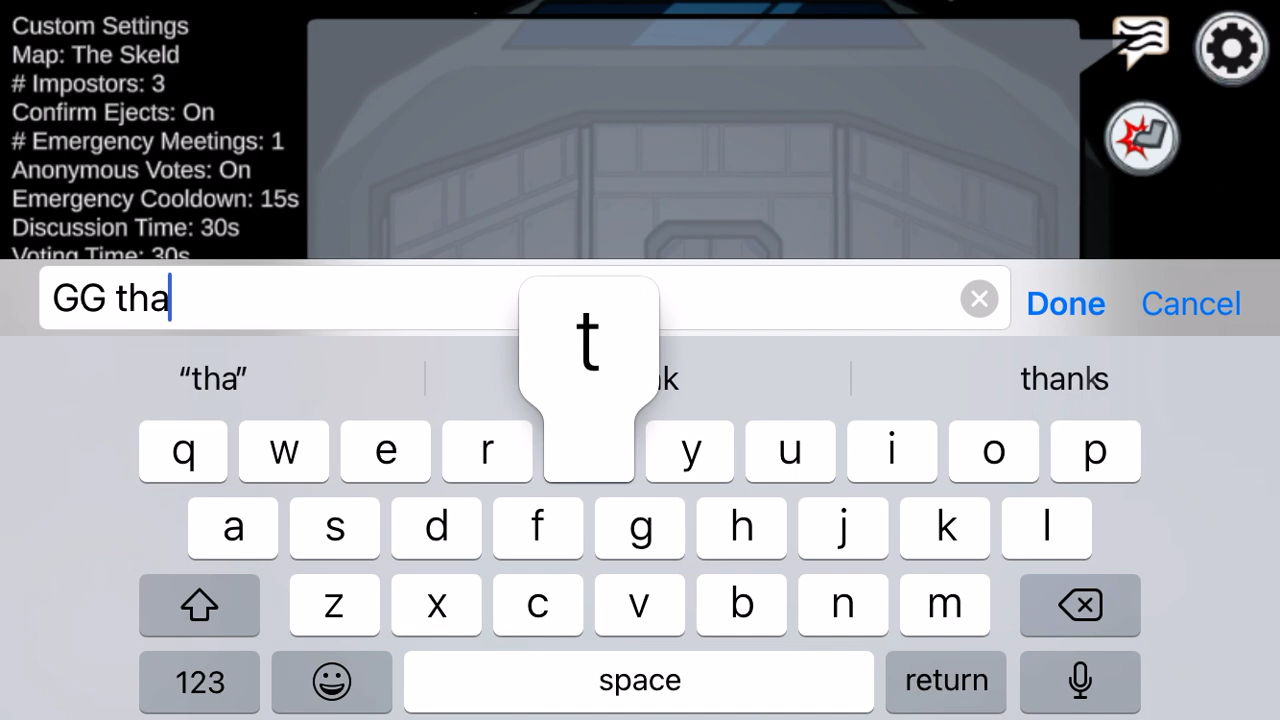 Custom Settings
Map: The Skeld
# Impostors: 3
Confirm Ejects: On
# Emergency Meetings: 1
Anonymous Votes: On
Emergency Cooldown: 15s
Discussion Time: 30s
Voting Time: 30s
GG tha
Done
Cancel
t
“tha”
thanks
q w e r y u i o p
a s d f g h j k l
z x c v b n m
123
space
return